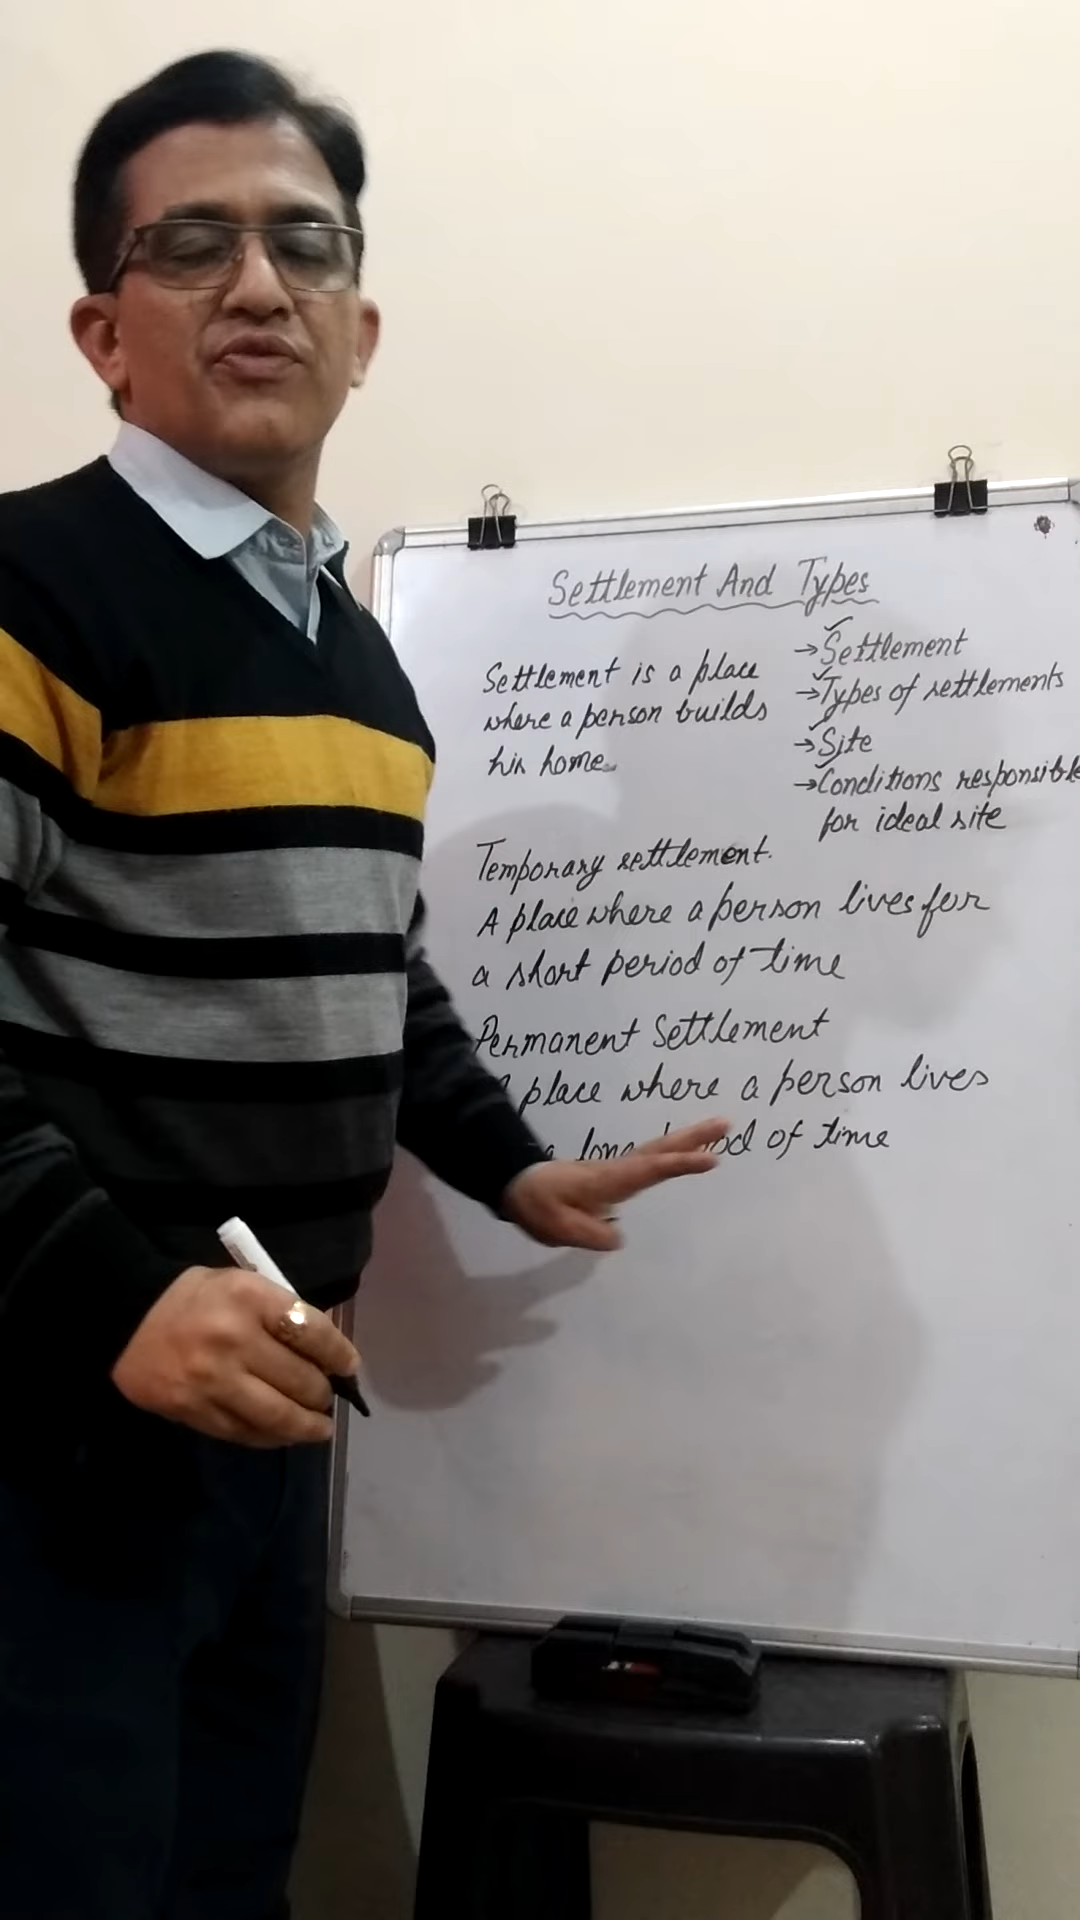 Settlement And Types
Settlement is a place
where a person builds
his home.
→Settlement
→Types of settlements
→Site
→Conditions responsible
for ideal site
Temporary settlement.
A place where a person lives for
a short period of time
Permanent Settlement
place where a person lives
a of time